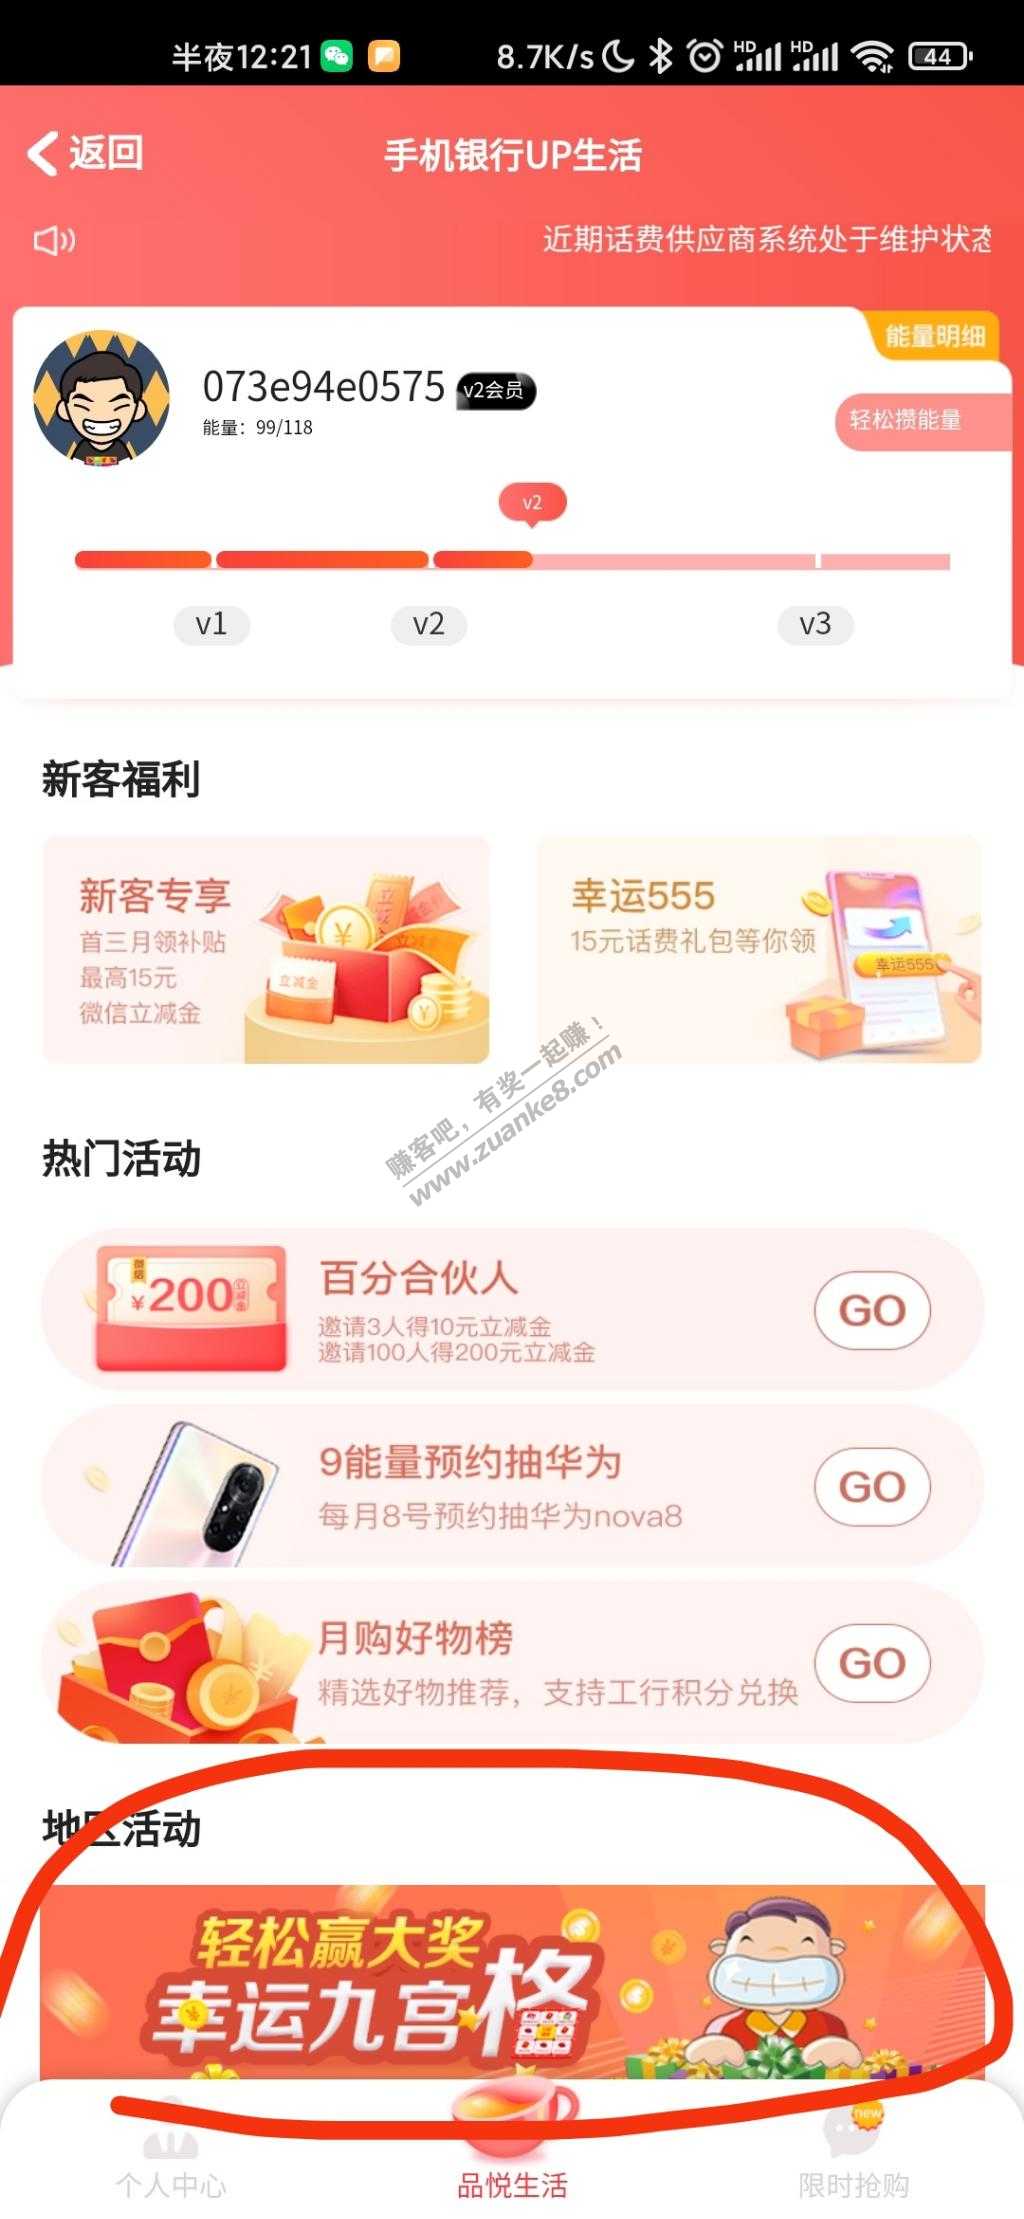 半夜12:21
8.7K/s
HD
HD
44
返回
手机银行UP生活
近期话费供应商系统处于维护状态
能量明细
073e94e0575
v2会员
能量：99/118
轻松攒能量
v2
v1
v2
v3
新客福利
新客专享
首三月领补贴
最高15元
微信立减金
立减金
幸运555
15元话费礼包等你领
幸运555
赚客吧，有奖一起赚！
www.zuanke8.com
热门活动
微信
¥200立减金
百分合伙人
邀请3人得10元立减金
邀请100人得200元立减金
GO
9能量预约抽华为
每月8号预约抽华为nova8
GO
月购好物榜
精选好物推荐，支持工行积分兑换
GO
地区活动
轻松赢大奖
幸运九宫格
new
个人中心
品悦生活
限时抢购